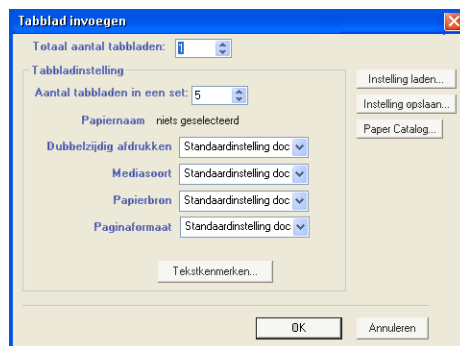 Tabblad invoegen
Totaal aantal tabbladen: 1
Tabbladinstelling
Instelling laden...
Aantal tabbladen in een set: 5
Instelling opslaan...
Papiernaam niets geselecteerd
Paper Catalog...
Dubbelzijdig afdrukken Standaardinstelling doc
Mediasoort Standaardinstelling doc
Papierbron Standaardinstelling doc
Paginaformaat Standaardinstelling doc
Tekstkenmerken...
OK Annuleren